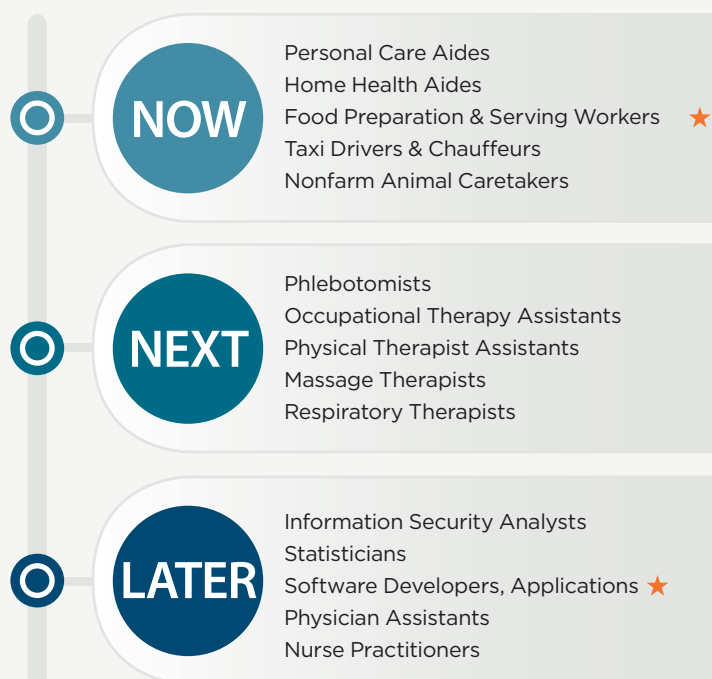 NOW
Personal Care Aides
Home Health Aides
Food Preparation & Serving Workers
Taxi Drivers & Chauffeurs
Nonfarm Animal Caretakers
NEXT
Phlebotomists
Occupational Therapy Assistants
Physical Therapist Assistants
Massage Therapists
Respiratory Therapists
LATER
Information Security Analysts
Statisticians
Software Developers, Applications
Physician Assistants
Nurse Practitioners